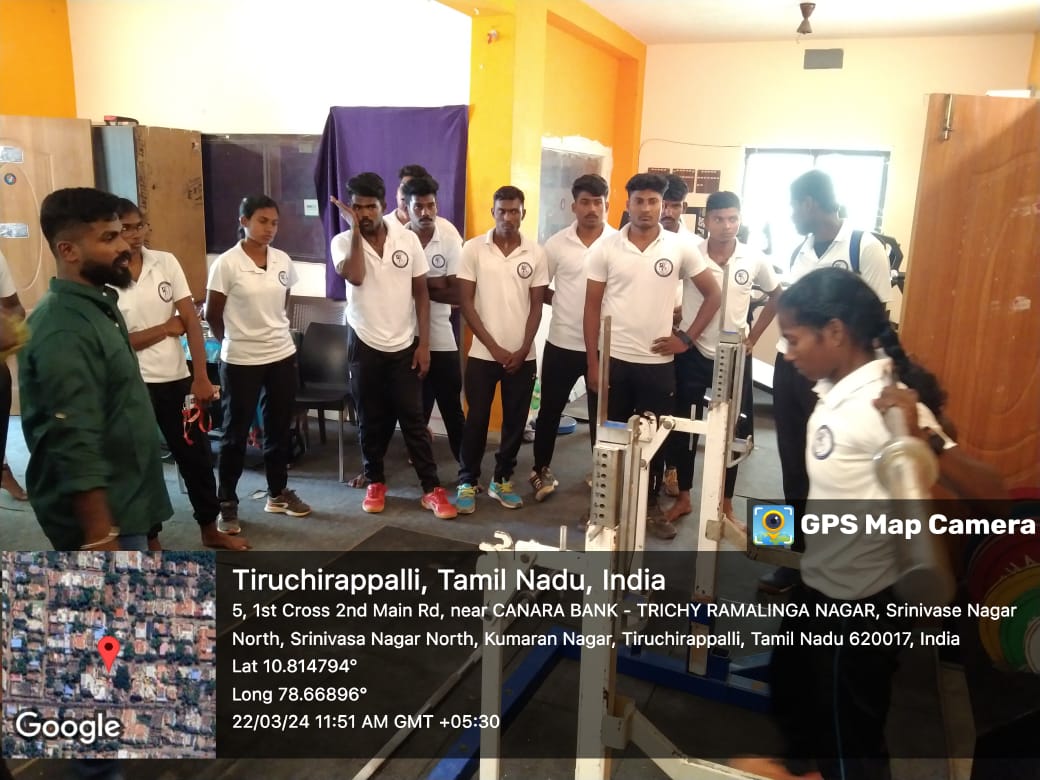 GPS Map Camera
Tiruchirappalli, Tamil Nadu, India
5, 1st Cross 2nd Main Rd, near CANARA BANK - TRICHY RAMALINGA NAGAR, Srinivase Nagar
North, Srinivasa Nagar North, Kumaran Nagar, Tiruchirappalli, Tamil Nadu 620017, India
Lat 10.814794°
Long 78.66896°
22/03/24 11:51 AM GMT +05:30
Google